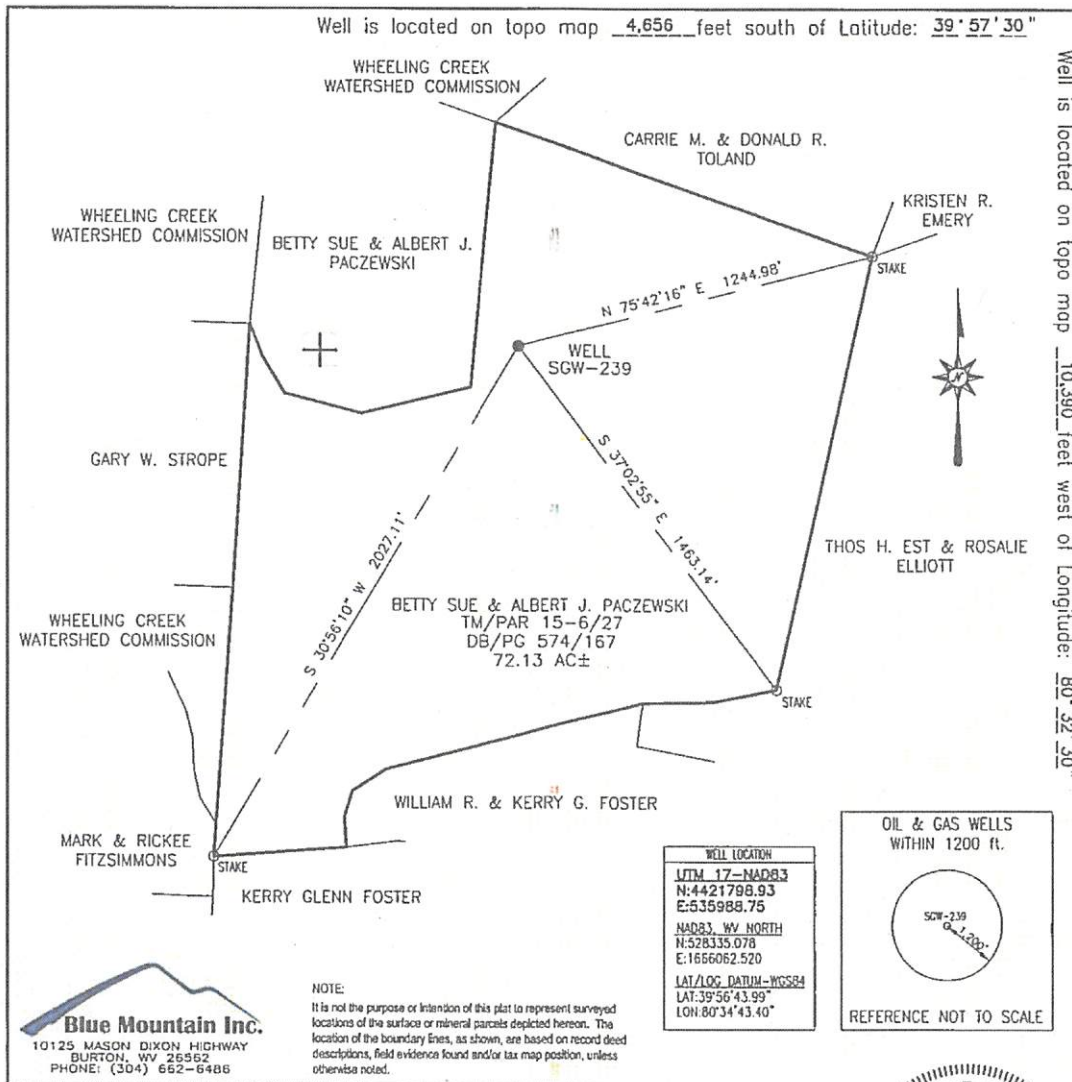 Well is located on topo map 4,656 feet south of Latitude: 39°57'30"
Well is located on topo map 10,390 feet west of Longitude: 80° 32' 30"
WHEELING CREEK
WATERSHED COMMISSION
CARRIE M. & DONALD R.
TOLAND
KRISTEN R.
EMERY
STAKE
WHEELING CREEK
WATERSHED COMMISSION
BETTY SUE & ALBERT J.
PACZEWSKI
N 75°42'16" E 1244.98'
WELL
SGW-239
N
GARY W. STROPE
S 37°02'55" E 1463.14'
S 30°56'10" W 2027.11'
THOS H. EST & ROSALIE
ELLIOTT
BETTY SUE & ALBERT J. PACZEWSKI
TM/PAR 15-6/27
DB/PG 574/167
72.13 AC±
WHEELING CREEK
WATERSHED COMMISSION
STAKE
WILLIAM R. & KERRY G. FOSTER
MARK & RICKEE
FITZSIMMONS
STAKE
KERRY GLENN FOSTER
WELL LOCATION
UTM 17-NAD83
N:4421798.93
E:535988.75
NAD83, WV NORTH
N:528335.078
E:1656062.520
LAT/LOG DATUM-WGS84
LAT:39°56'43.99"
LON:80°34'43.40"
OIL & GAS WELLS
WITHIN 1200 ft.
SGW-239
1,200'
REFERENCE NOT TO SCALE
Blue Mountain Inc.
10125 MASON DIXON HIGHWAY
BURTON, WV 26562
PHONE: (304) 662-6486
NOTE:
It is not the purpose or intention of this plat to represent surveyed
locations of the surface or mineral parcels depicted hereon. The
location of the boundary lines, as shown, are based on record deed
descriptions, field evidence found and/or tax map position, unless
otherwise noted.